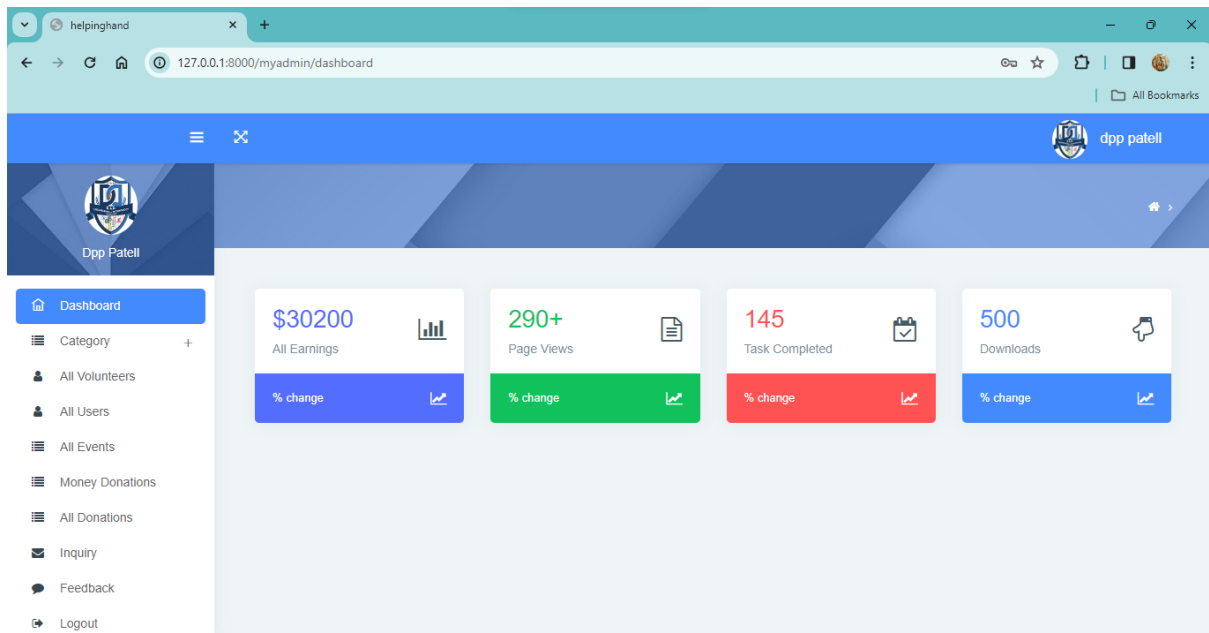 helpinghand
127.0.0.1:8000/myadmin/dashboard
All Bookmarks
dpp patell
Dpp Patell
Dashboard
Category
All Volunteers
All Users
All Events
Money Donations
All Donations
Inquiry
Feedback
Logout
$30200
All Earnings
% change
290+
Page Views
% change
145
Task Completed
% change
500
Downloads
% change